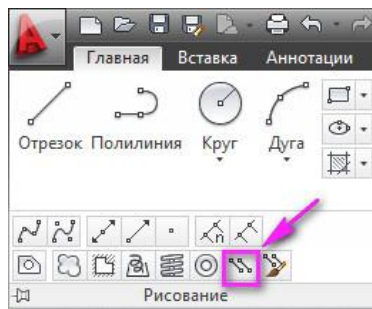 Главная Вставка Аннотации
Отрезок Полилиния Круг Дуга
n
Рисование